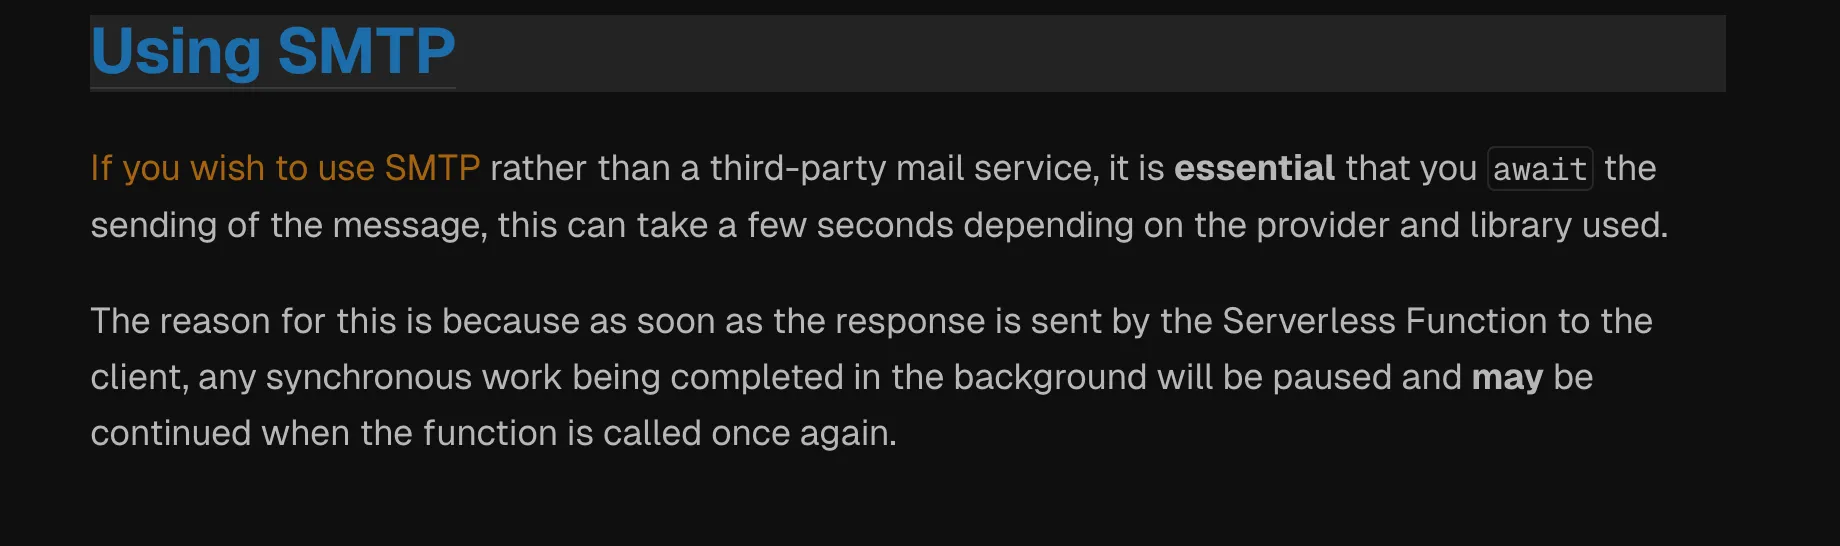 Using SMTP
If you wish to use SMTP rather than a third-party mail service, it is essential that you await the
sending of the message, this can take a few seconds depending on the provider and library used.
The reason for this is because as soon as the response is sent by the Serverless Function to the
client, any synchronous work being completed in the background will be paused and may be
continued when the function is called once again.